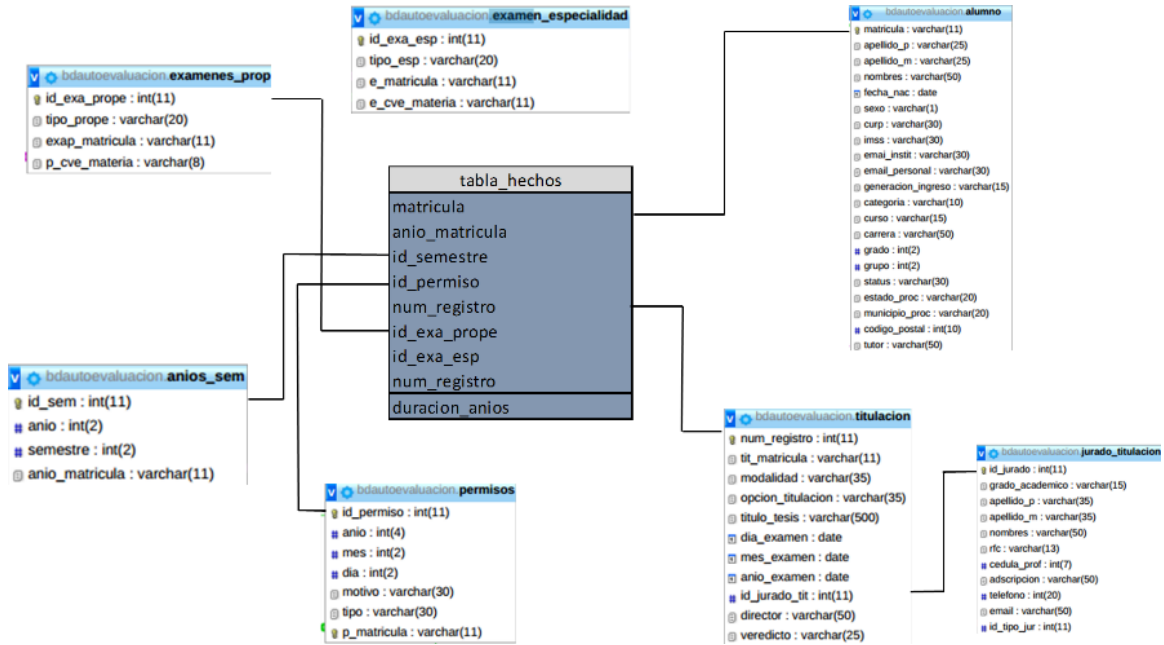 bdautoevaluacion.examen_especialidad
id_exa_esp : int(11)
tipo_esp : varchar(20)
e_matricula : varchar(11)
e_cve_materia : varchar(11)
bdautoevaluacion.alumno
matricula : varchar(11)
apellido_p : varchar(25)
apellido_m : varchar(25)
nombres : varchar(50)
fecha_nac : date
sexo : varchar(1)
curp : varchar(30)
imss : varchar(30)
emai_instit : varchar(30)
email_personal : varchar(30)
generacion_ingreso : varchar(15)
categoria : varchar(10)
curso : varchar(15)
carrera : varchar(50)
grado : int(2)
grupo : int(2)
status : varchar(30)
estado_proc : varchar(20)
municipio_proc : varchar(20)
codigo_postal : int(10)
tutor : varchar(50)
bdautoevaluacion.examenes_prop
id_exa_prope : int(11)
tipo_prope : varchar(20)
exap_matricula : varchar(11)
p_cve_materia : varchar(8)
tabla_hechos
matricula
anio_matricula
id_semestre
id_permiso
num_registro
id_exa_prope
id_exa_esp
num_registro
duracion_anios
bdautoevaluacion.anios_sem
id_sem : int(11)
anio : int(2)
semestre : int(2)
anio_matricula : varchar(11)
bdautoevaluacion.permisos
id_permiso : int(11)
anio : int(4)
mes : int(2)
dia : int(2)
motivo : varchar(30)
tipo : varchar(30)
p_matricula : varchar(11)
bdautoevaluacion.titulacion
num_registro : int(11)
tit_matricula : varchar(11)
modalidad : varchar(35)
opcion_titulacion : varchar(35)
titulo_tesis : varchar(500)
dia_examen : date
mes_examen : date
anio_examen : date
id_jurado_tit : int(11)
director : varchar(50)
veredicto : varchar(25)
bdautoevaluacion.jurado_titulacion
id_jurado : int(11)
grado_academico : varchar(15)
apellido_p : varchar(35)
apellido_m : varchar(35)
nombres : varchar(50)
rfc : varchar(13)
cedula_prof : int(7)
adscripcion : varchar(50)
telefono : int(20)
email : varchar(50)
id_tipo_jur : int(11)